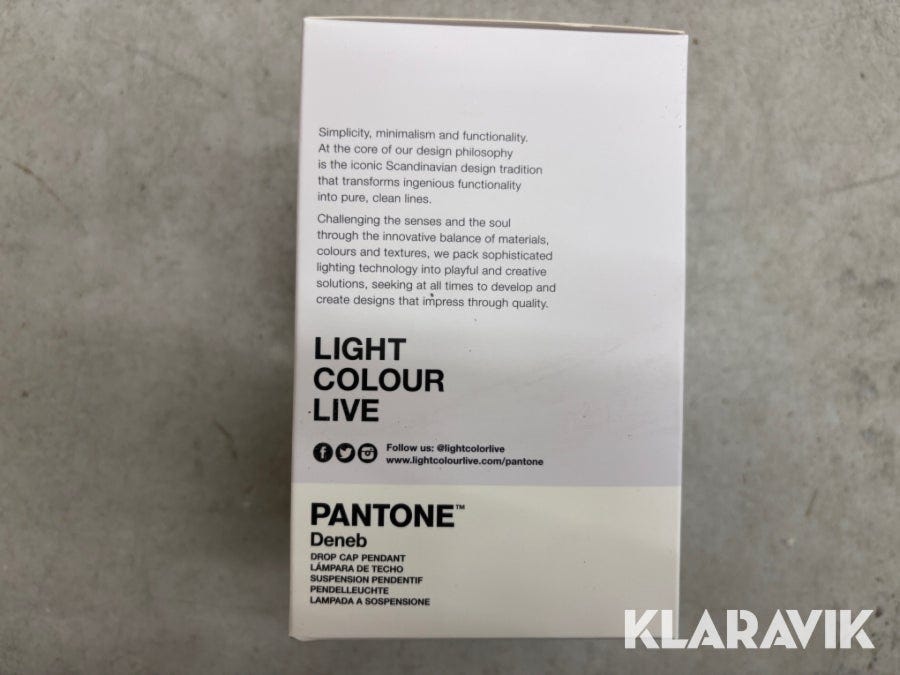 Simplicity, minimalism and functionality.
At the core of our design philosophy
is the iconic Scandinavian design tradition
that transforms ingenious functionality
into pure, clean lines.
Challenging the senses and the soul
through the innovative balance of materials,
colours and textures, we pack sophisticated
lighting technology into playful and creative
solutions, seeking at all times to develop and
create designs that impress through quality.
LIGHT
COLOUR
LIVE
Follow us: @lightcolorlive
www.lightcolourlive.com/pantone
PANTONE™
Deneb
DROP CAP PENDANT
LÁMPARA DE TECHO
SUSPENSION PENDENTIF
PENDELLEUCHTE
LAMPADA A SOSPENSIONE
KLARAVIK